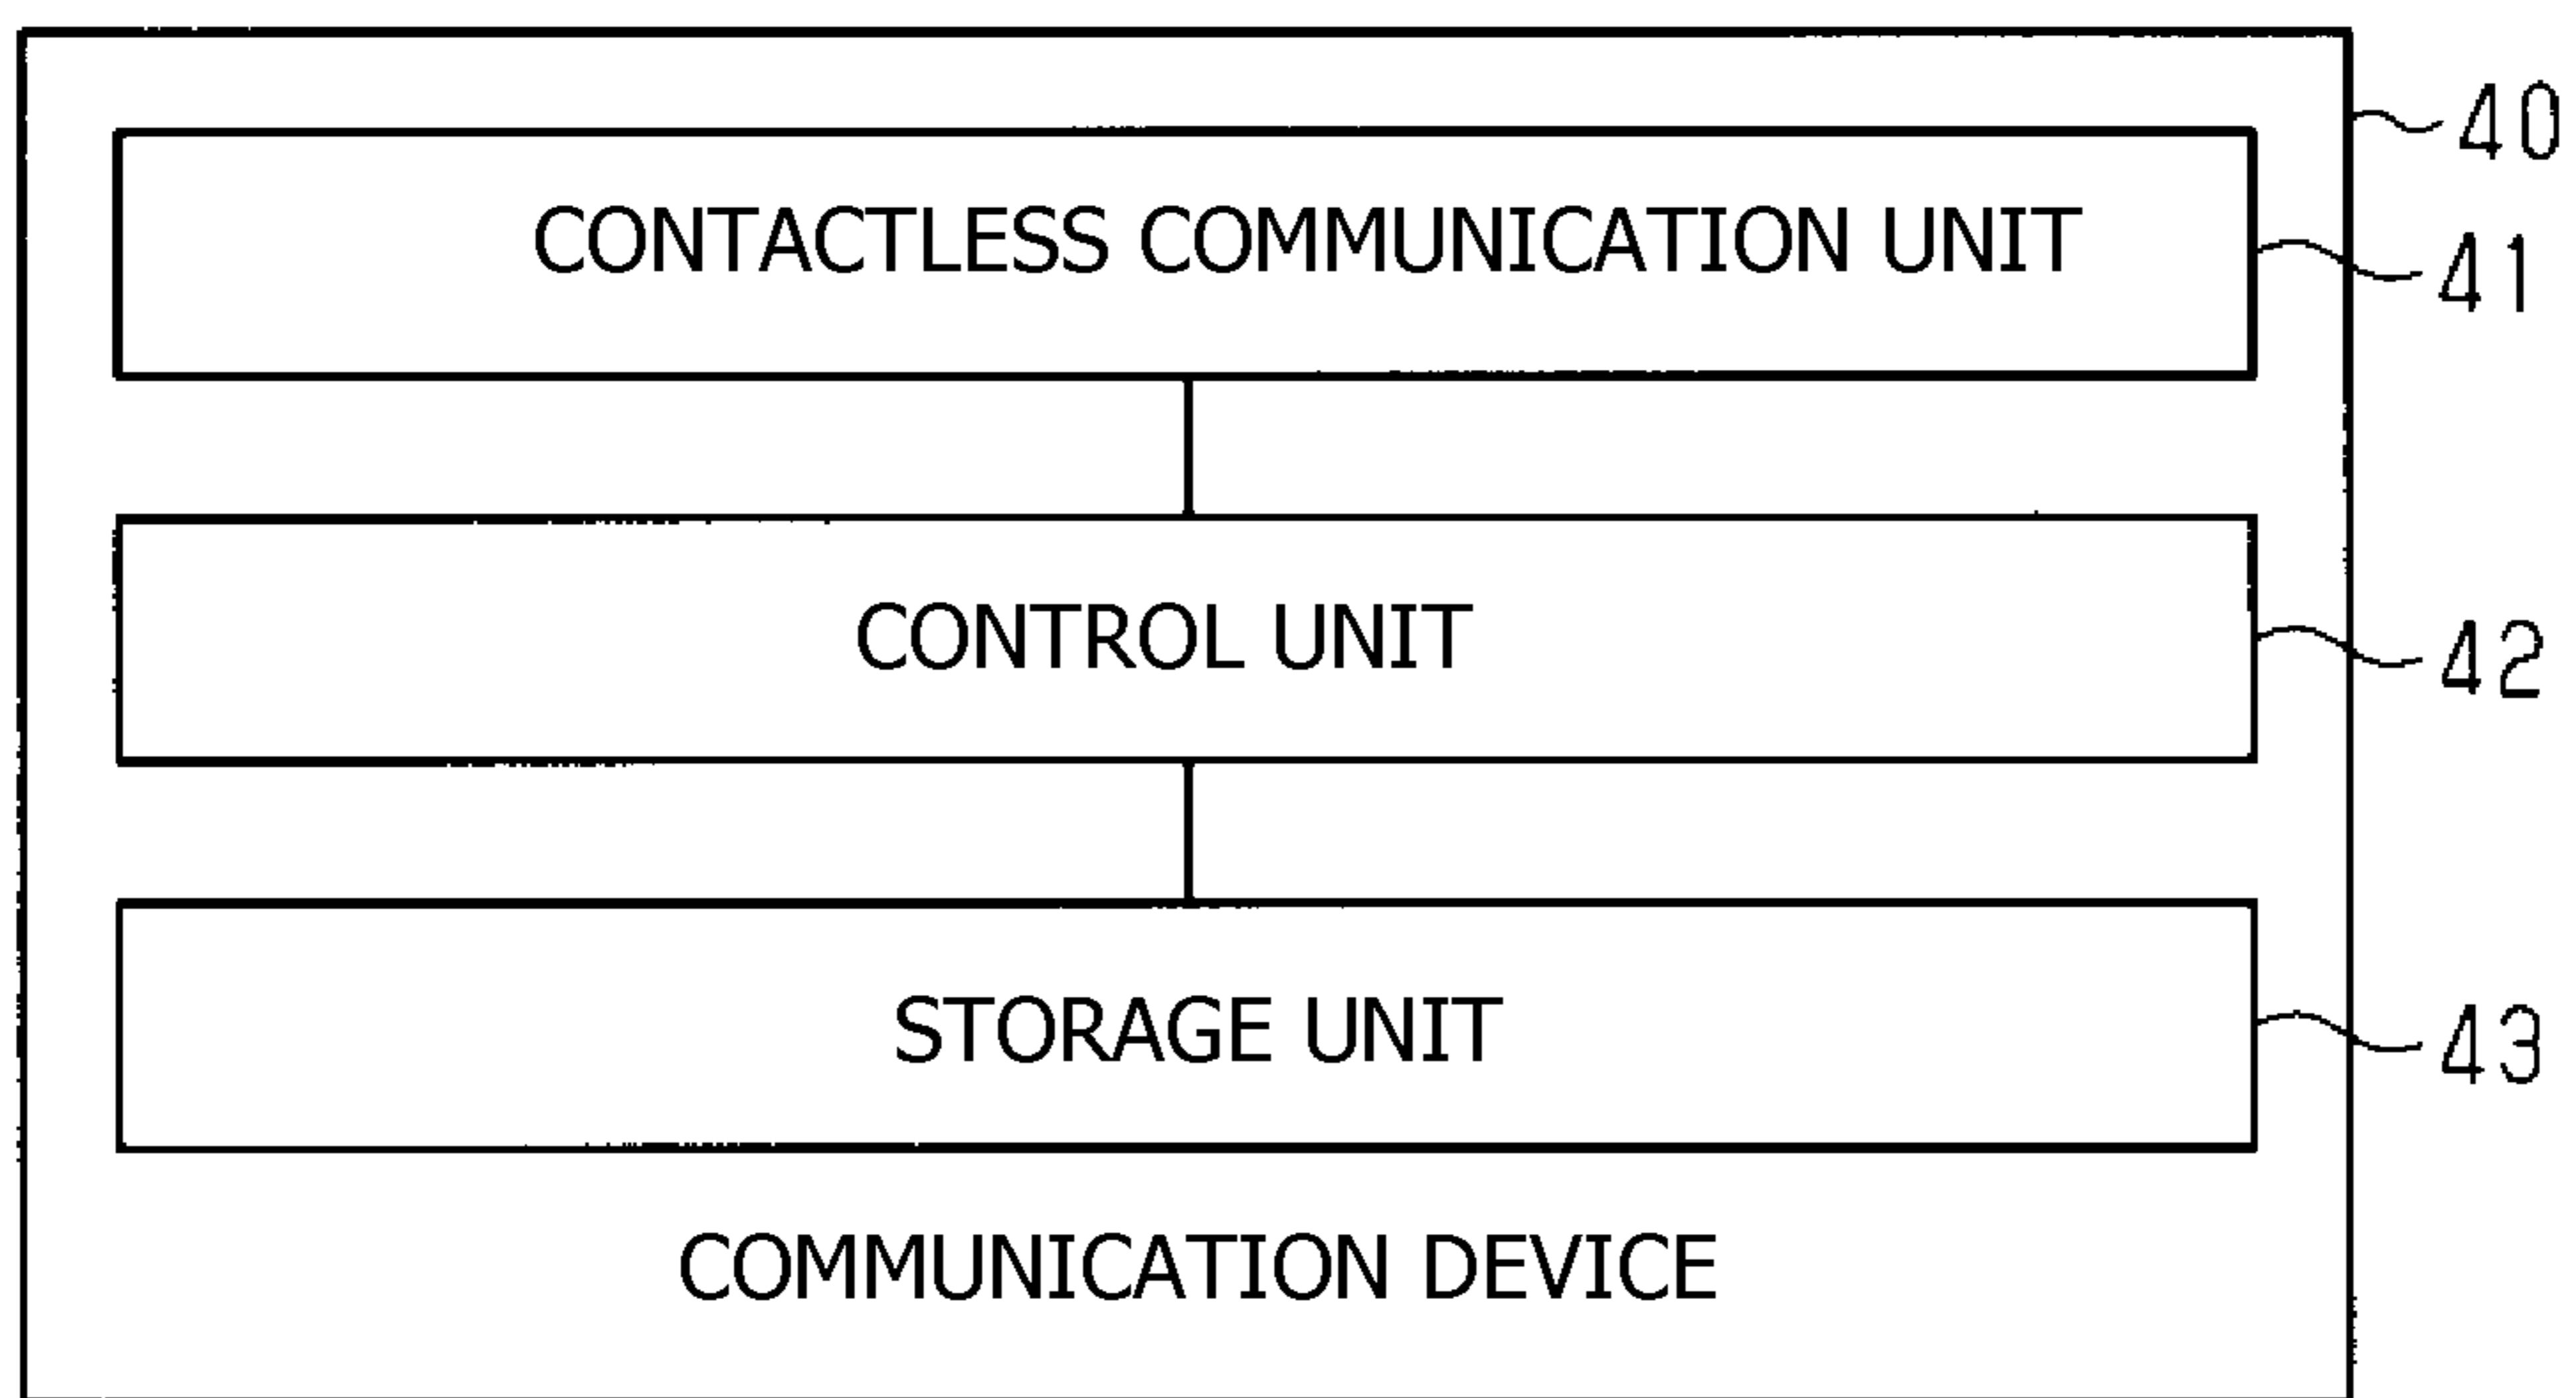 40
CONTACTLESS COMMUNICATION UNIT
41
CONTROL UNIT
42
STORAGE UNIT
43
COMMUNICATION DEVICE